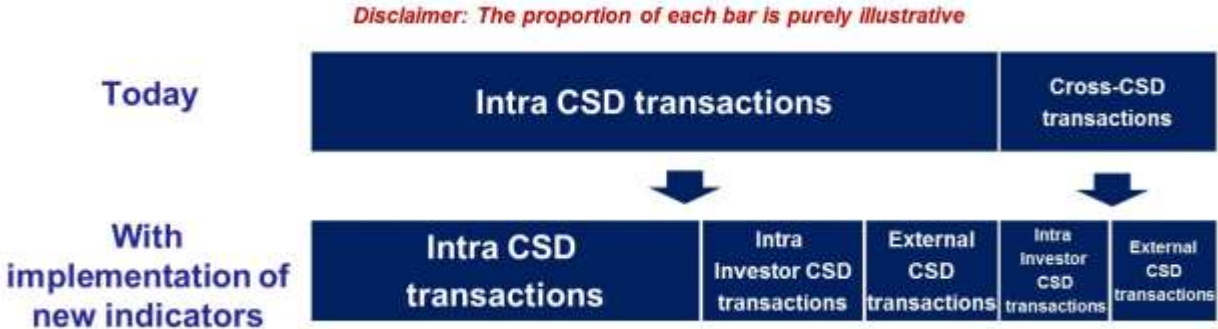 Disclaimer: The proportion of each bar is purely illustrative
Today
Intra CSD transactions
Cross-CSD
transactions
With
implementation of
new indicators
Intra CSD
transactions
Intra
Investor CSD
transactions
External
CSD
transactions
Intra
Investor
CSD
transactions
External
CSD
transactions